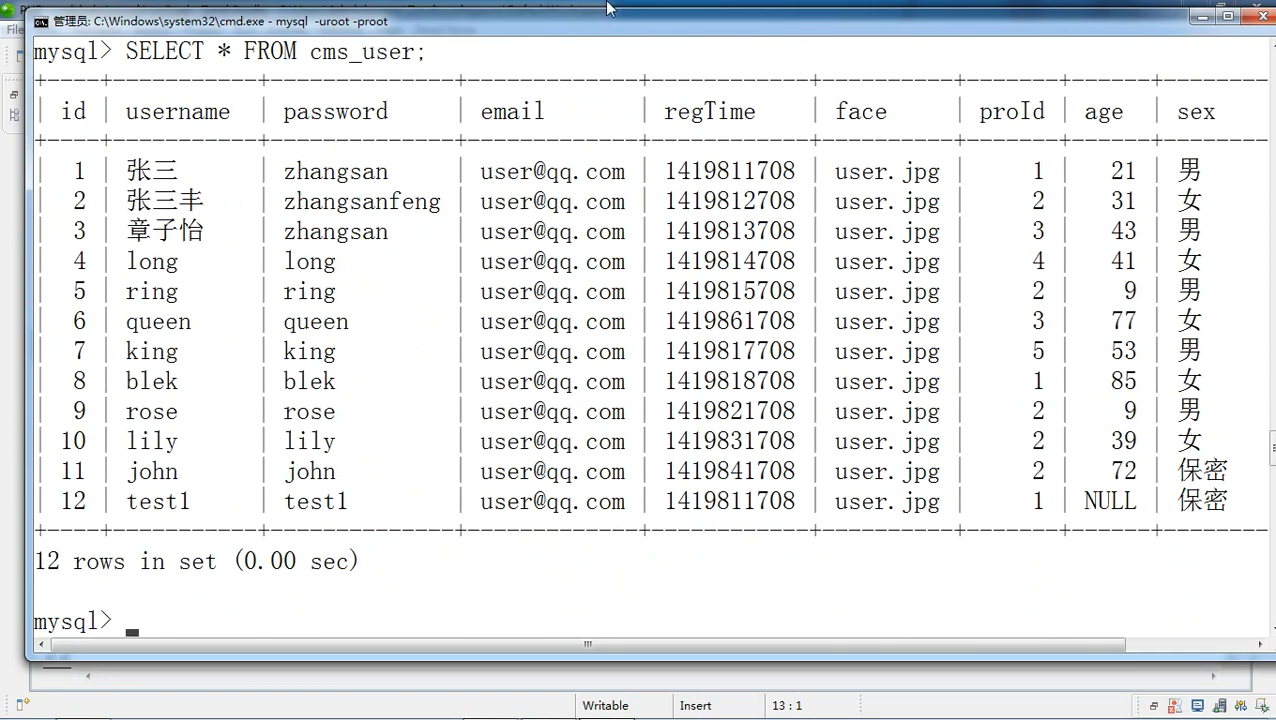 管理员: C:\Windows\system32\cmd.exe - mysql  -uroot -proot
File
mysql> SELECT * FROM cms_user;
| id | username | password | email | regTime | face | proId | age | sex
| 1 | 张三 | zhangsan | user@qq.com | 1419811708 | user.jpg | 1 | 21 | 男
| 2 | 张三丰 | zhangsanfeng | user@qq.com | 1419812708 | user.jpg | 2 | 31 | 女
| 3 | 章子怡 | zhangsan | user@qq.com | 1419813708 | user.jpg | 3 | 43 | 男
| 4 | long | long | user@qq.com | 1419814708 | user.jpg | 4 | 41 | 女
| 5 | ring | ring | user@qq.com | 1419815708 | user.jpg | 2 | 9 | 男
| 6 | queen | queen | user@qq.com | 1419861708 | user.jpg | 3 | 77 | 女
| 7 | king | king | user@qq.com | 1419817708 | user.jpg | 5 | 53 | 男
| 8 | blek | blek | user@qq.com | 1419818708 | user.jpg | 1 | 85 | 女
| 9 | rose | rose | user@qq.com | 1419821708 | user.jpg | 2 | 9 | 男
| 10 | lily | lily | user@qq.com | 1419831708 | user.jpg | 2 | 39 | 女
| 11 | john | john | user@qq.com | 1419841708 | user.jpg | 2 | 72 | 保密
| 12 | test1 | test1 | user@qq.com | 1419811708 | user.jpg | 1 | NULL | 保密
12 rows in set (0.00 sec)
mysql>
Writable Insert 13 : 1